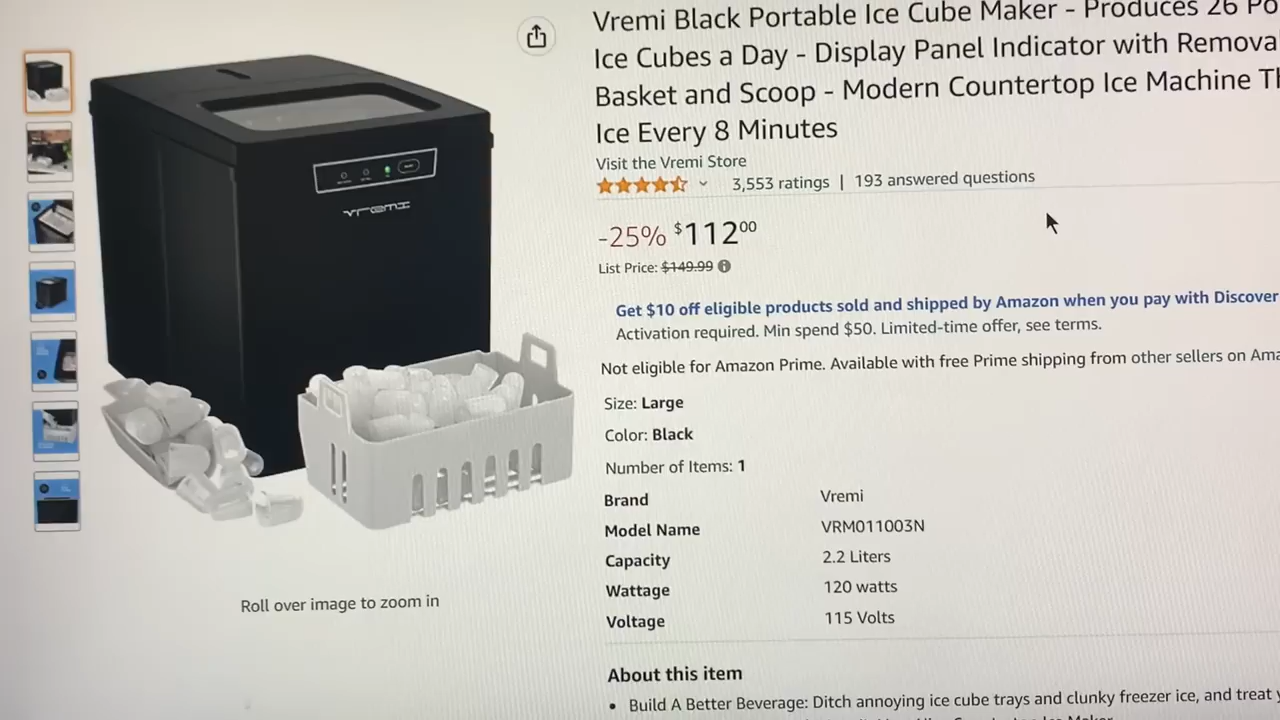 Vremi Black Portable Ice Cube Maker - Produces 26 Po
Ice Cubes a Day - Display Panel Indicator with Remova
Basket and Scoop - Modern Countertop Ice Machine Th
Ice Every 8 Minutes
Visit the Vremi Store
3,553 ratings | 193 answered questions
-25% $11200
List Price: $149.99
Get $10 off eligible products sold and shipped by Amazon when you pay with Discover
Activation required. Min spend $50. Limited-time offer, see terms.
Not eligible for Amazon Prime. Available with free Prime shipping from other sellers on Ama
Size: Large
Color: Black
Number of Items: 1
Brand Vremi
Model Name VRM011003N
Capacity 2.2 Liters
Wattage 120 watts
Voltage 115 Volts
About this item
• Build A Better Beverage: Ditch annoying ice cube trays and clunky freezer ice, and treat y
vremi
Roll over image to zoom in